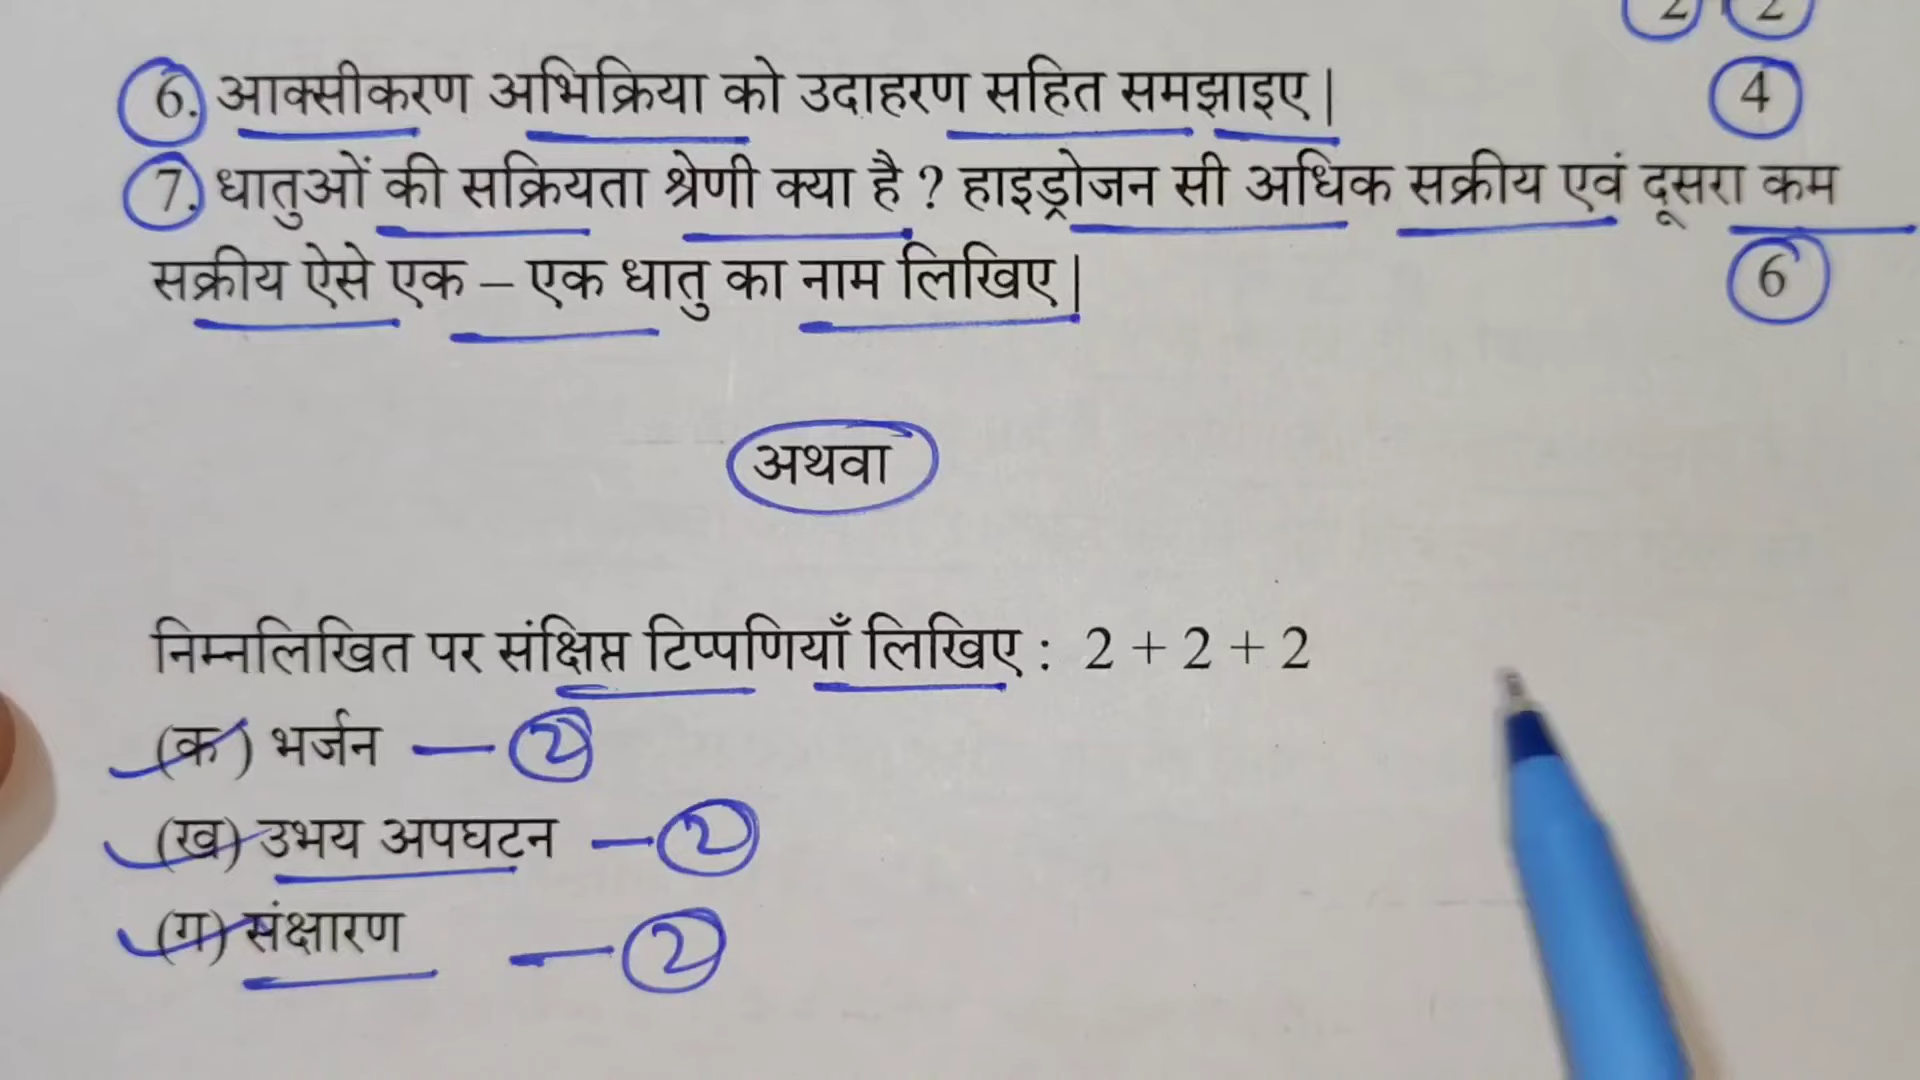 2 + 2
6. आक्सीकरण अभिक्रिया को उदाहरण सहित समझाइए | 4
7. धातुओं की सक्रियता श्रेणी क्या है ? हाइड्रोजन सी अधिक सक्रीय एवं दूसरा कम
सक्रीय ऐसे एक – एक धातु का नाम लिखिए | 6
अथवा
निम्नलिखित पर संक्षिप्त टिप्पणियाँ लिखिए : 2 + 2 + 2
(क) भर्जन — 2
(ख) उभय अपघटन — 2
(ग) संक्षारण — 2